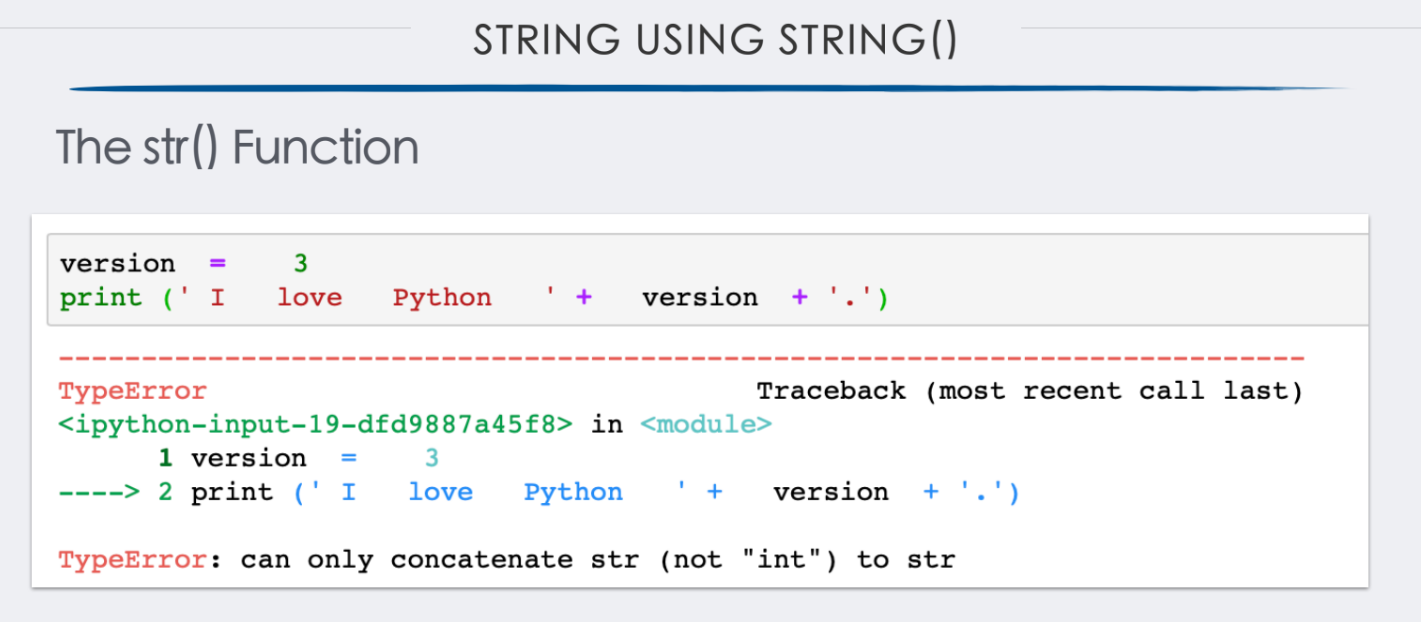 STRING USING STRING()
The str() Function
version  =    3
print (' I   love   Python   ' +   version  + '.')
---------------------------------------------------------------------------
TypeError                                 Traceback (most recent call last)
<ipython-input-19-dfd9887a45f8> in <module>
      1 version  =    3
----> 2 print (' I   love   Python   ' +   version  + '.')
TypeError: can only concatenate str (not "int") to str